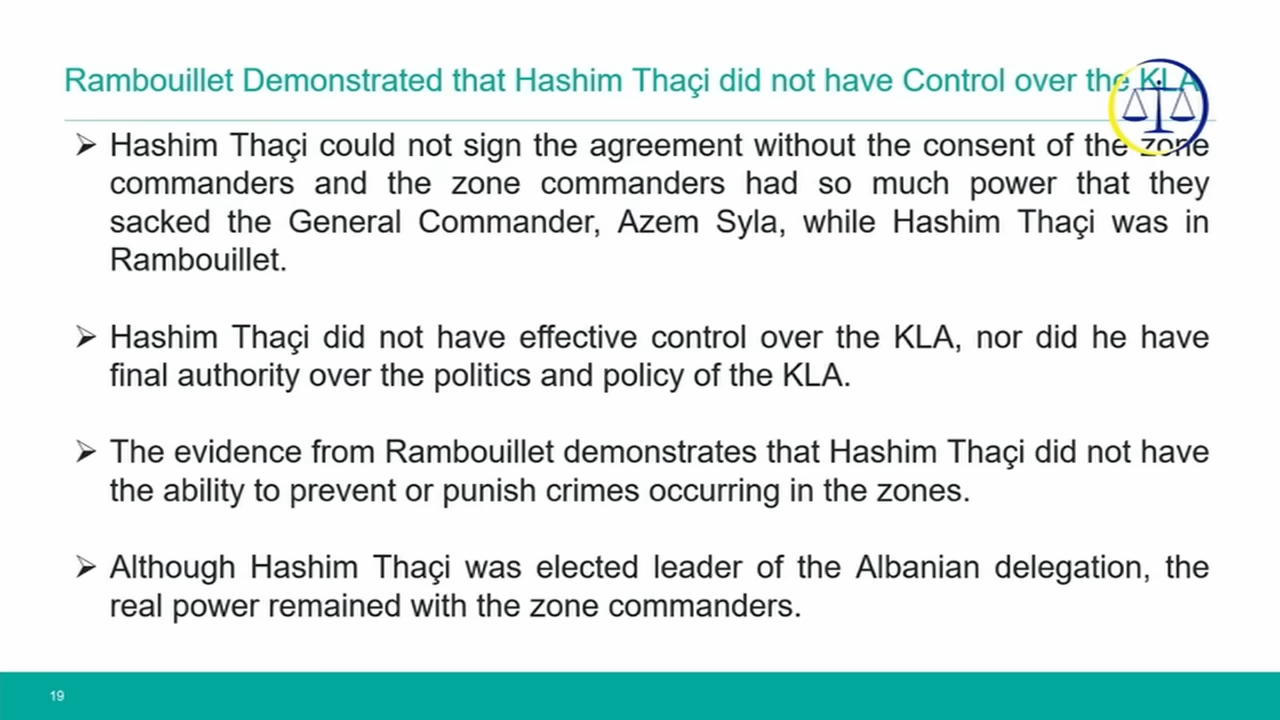 Rambouillet Demonstrated that Hashim Thaçi did not have Control over the KLA
➢ Hashim Thaçi could not sign the agreement without the consent of the zone
commanders and the zone commanders had so much power that they
sacked the General Commander, Azem Syla, while Hashim Thaçi was in
Rambouillet.
➢ Hashim Thaçi did not have effective control over the KLA, nor did he have
final authority over the politics and policy of the KLA.
➢ The evidence from Rambouillet demonstrates that Hashim Thaçi did not have
the ability to prevent or punish crimes occurring in the zones.
➢ Although Hashim Thaçi was elected leader of the Albanian delegation, the
real power remained with the zone commanders.
19